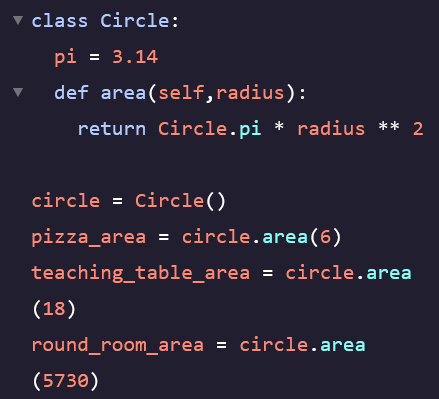 class Circle:
  pi = 3.14
  def area(self,radius):
    return Circle.pi * radius ** 2

circle = Circle()
pizza_area = circle.area(6)
teaching_table_area = circle.area
(18)
round_room_area = circle.area
(5730)